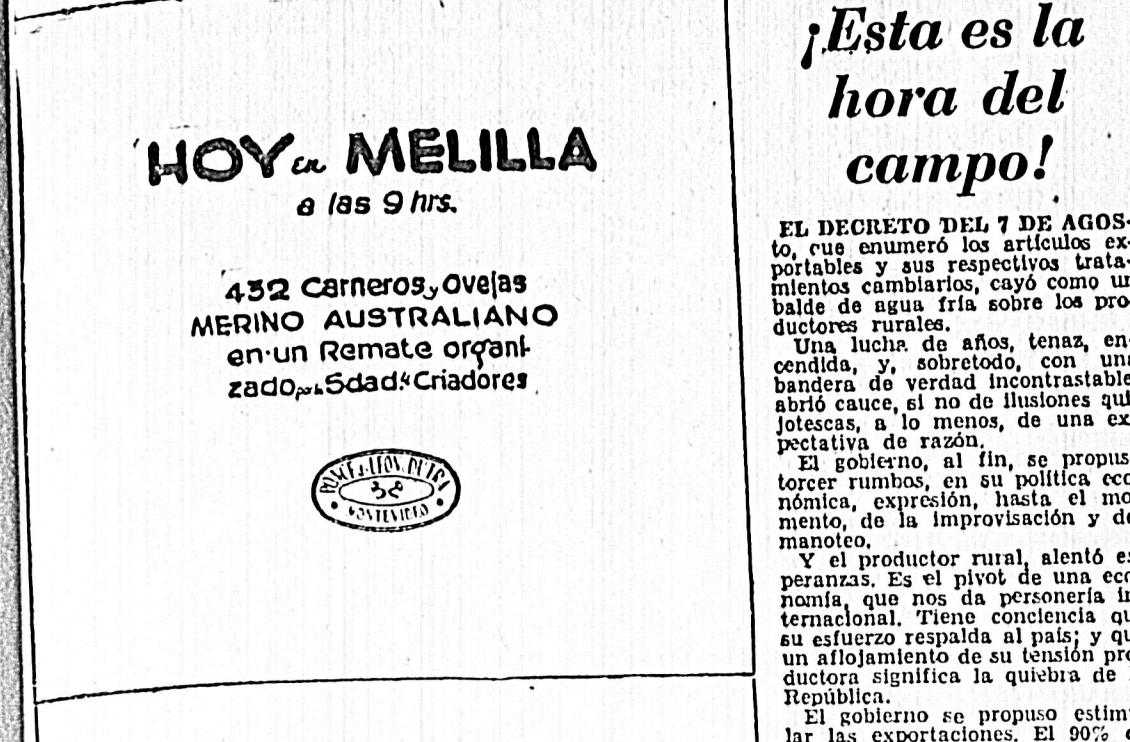 HOY en MELILLA
a las 9 hrs.
432 Carneros y Ovejas
MERINO AUSTRALIANO
en un Remate organi-
zado por la Sdad. de Criadores
MONTEVIDEO
¡Esta es la
hora del
campo!
EL DECRETO DEL 7 DE AGOS-
to, cue enumeró los artículos ex-
portables y sus respectivos trata-
mientos cambiarios, cayó como un
balde de agua fría sobre los pro-
ductores rurales.
Una lucha de años, tenaz, en-
cendida, y, sobretodo, con una
bandera de verdad incontrastable
abrió cauce, si no de ilusiones qui
jotescas, a lo menos, de una ex
pectativa de razón.
El gobierno, al fin, se propus
torcer rumbos, en su política eco
nómica, expresión, hasta el mo
mento, de la improvisación y de
manoteo.
Y el productor rural, alentó es
peranzas. Es el pivot de una eco
nomía, que nos da personería in
ternacional. Tiene conciencia qu
su esfuerzo respalda al país; y qu
un aflojamiento de su tensión pro
ductora significa la quiebra de
República.
El gobierno se propuso estimu
lar las exportaciones. El 90% e